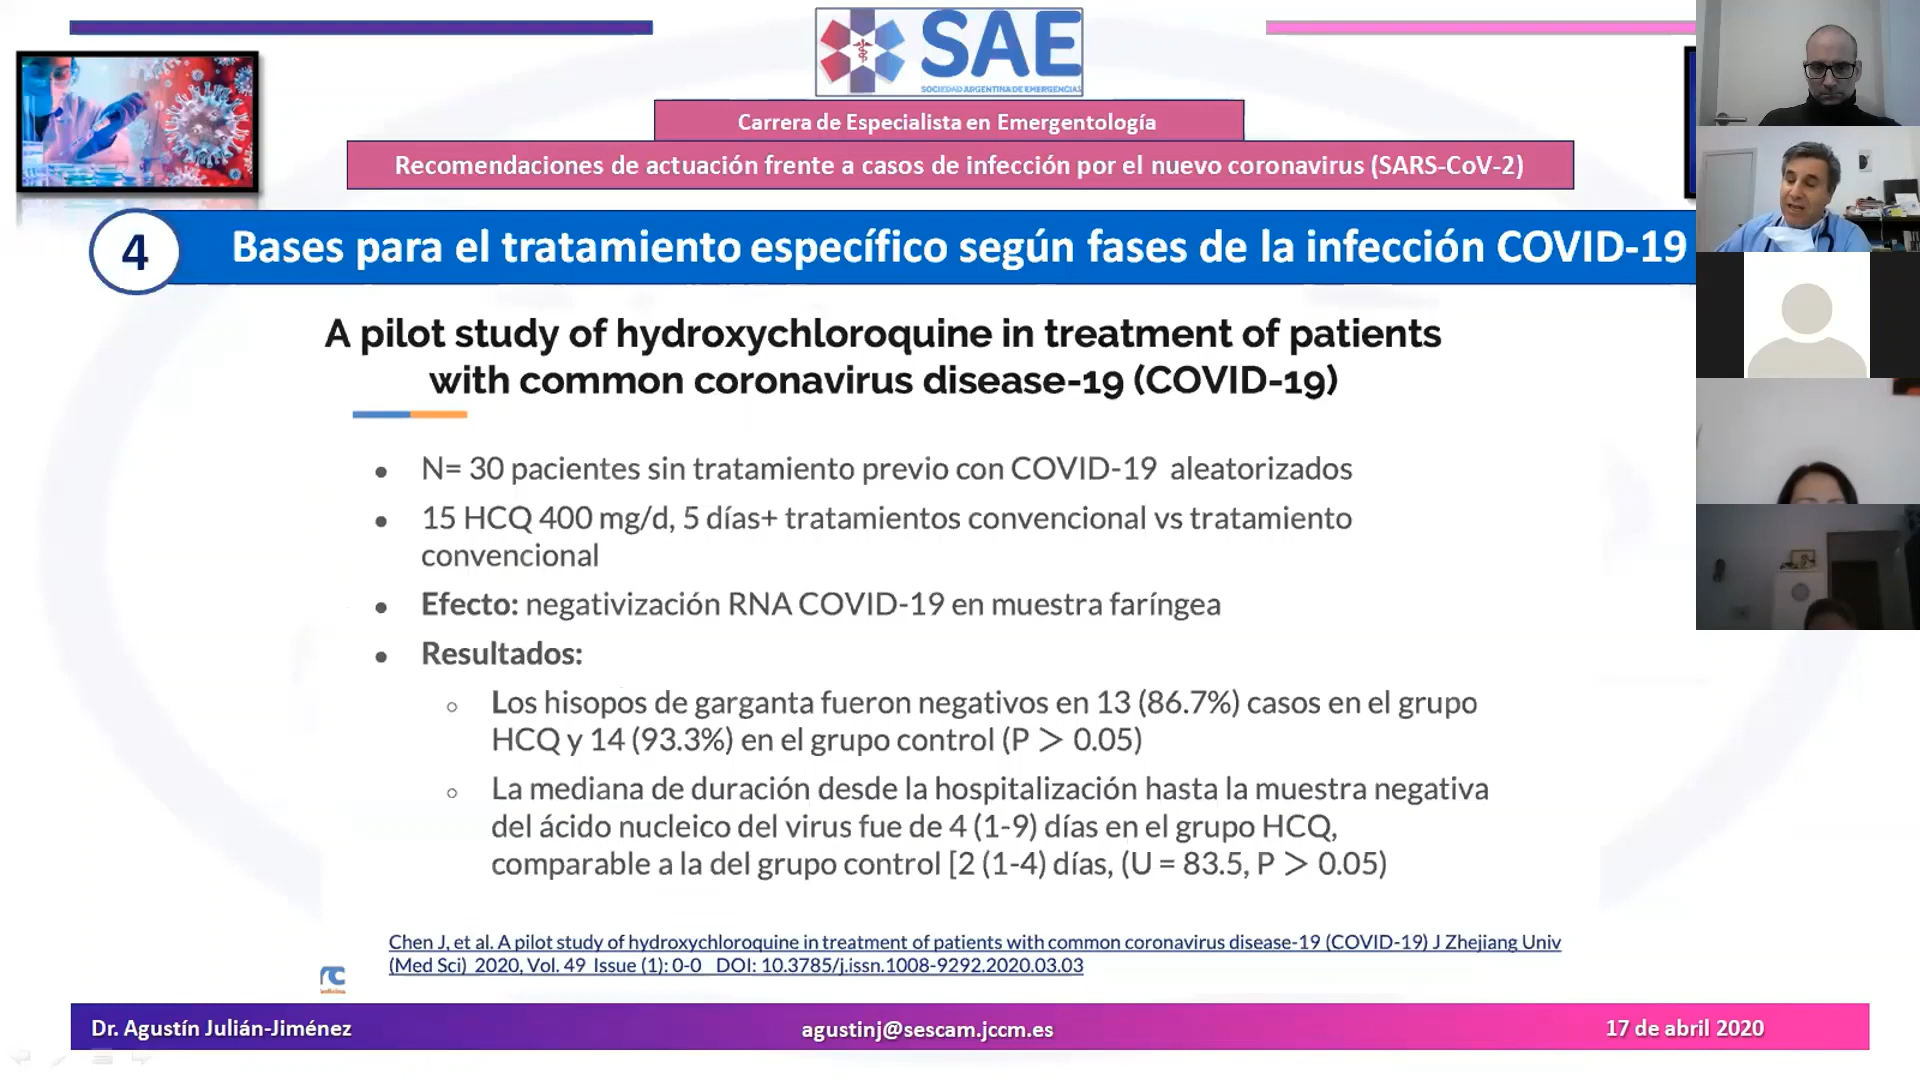 SAE
SOCIEDAD ARGENTINA DE EMERGENCIAS
Carrera de Especialista en Emergentología
Recomendaciones de actuación frente a casos de infección por el nuevo coronavirus (SARS-CoV-2)
4
Bases para el tratamiento específico según fases de la infección COVID-19
A pilot study of hydroxychloroquine in treatment of patients
with common coronavirus disease-19 (COVID-19)
● N= 30 pacientes sin tratamiento previo con COVID-19 aleatorizados
● 15 HCQ 400 mg/d, 5 días+ tratamientos convencional vs tratamiento
convencional
● Efecto: negativización RNA COVID-19 en muestra faríngea
● Resultados:
○ Los hisopos de garganta fueron negativos en 13 (86.7%) casos en el grupo
HCQ y 14 (93.3%) en el grupo control (P > 0.05)
○ La mediana de duración desde la hospitalización hasta la muestra negativa
del ácido nucleico del virus fue de 4 (1-9) días en el grupo HCQ,
comparable a la del grupo control [2 (1-4) días, (U = 83.5, P > 0.05)
Chen J, et al. A pilot study of hydroxychloroquine in treatment of patients with common coronavirus disease-19 (COVID-19) J Zhejiang Univ
(Med Sci) 2020, Vol. 49 Issue (1): 0-0 DOI: 10.3785/j.issn.1008-9292.2020.03.03
Dr. Agustín Julián-Jiménez
agustinj@sescam.jccm.es
17 de abril 2020